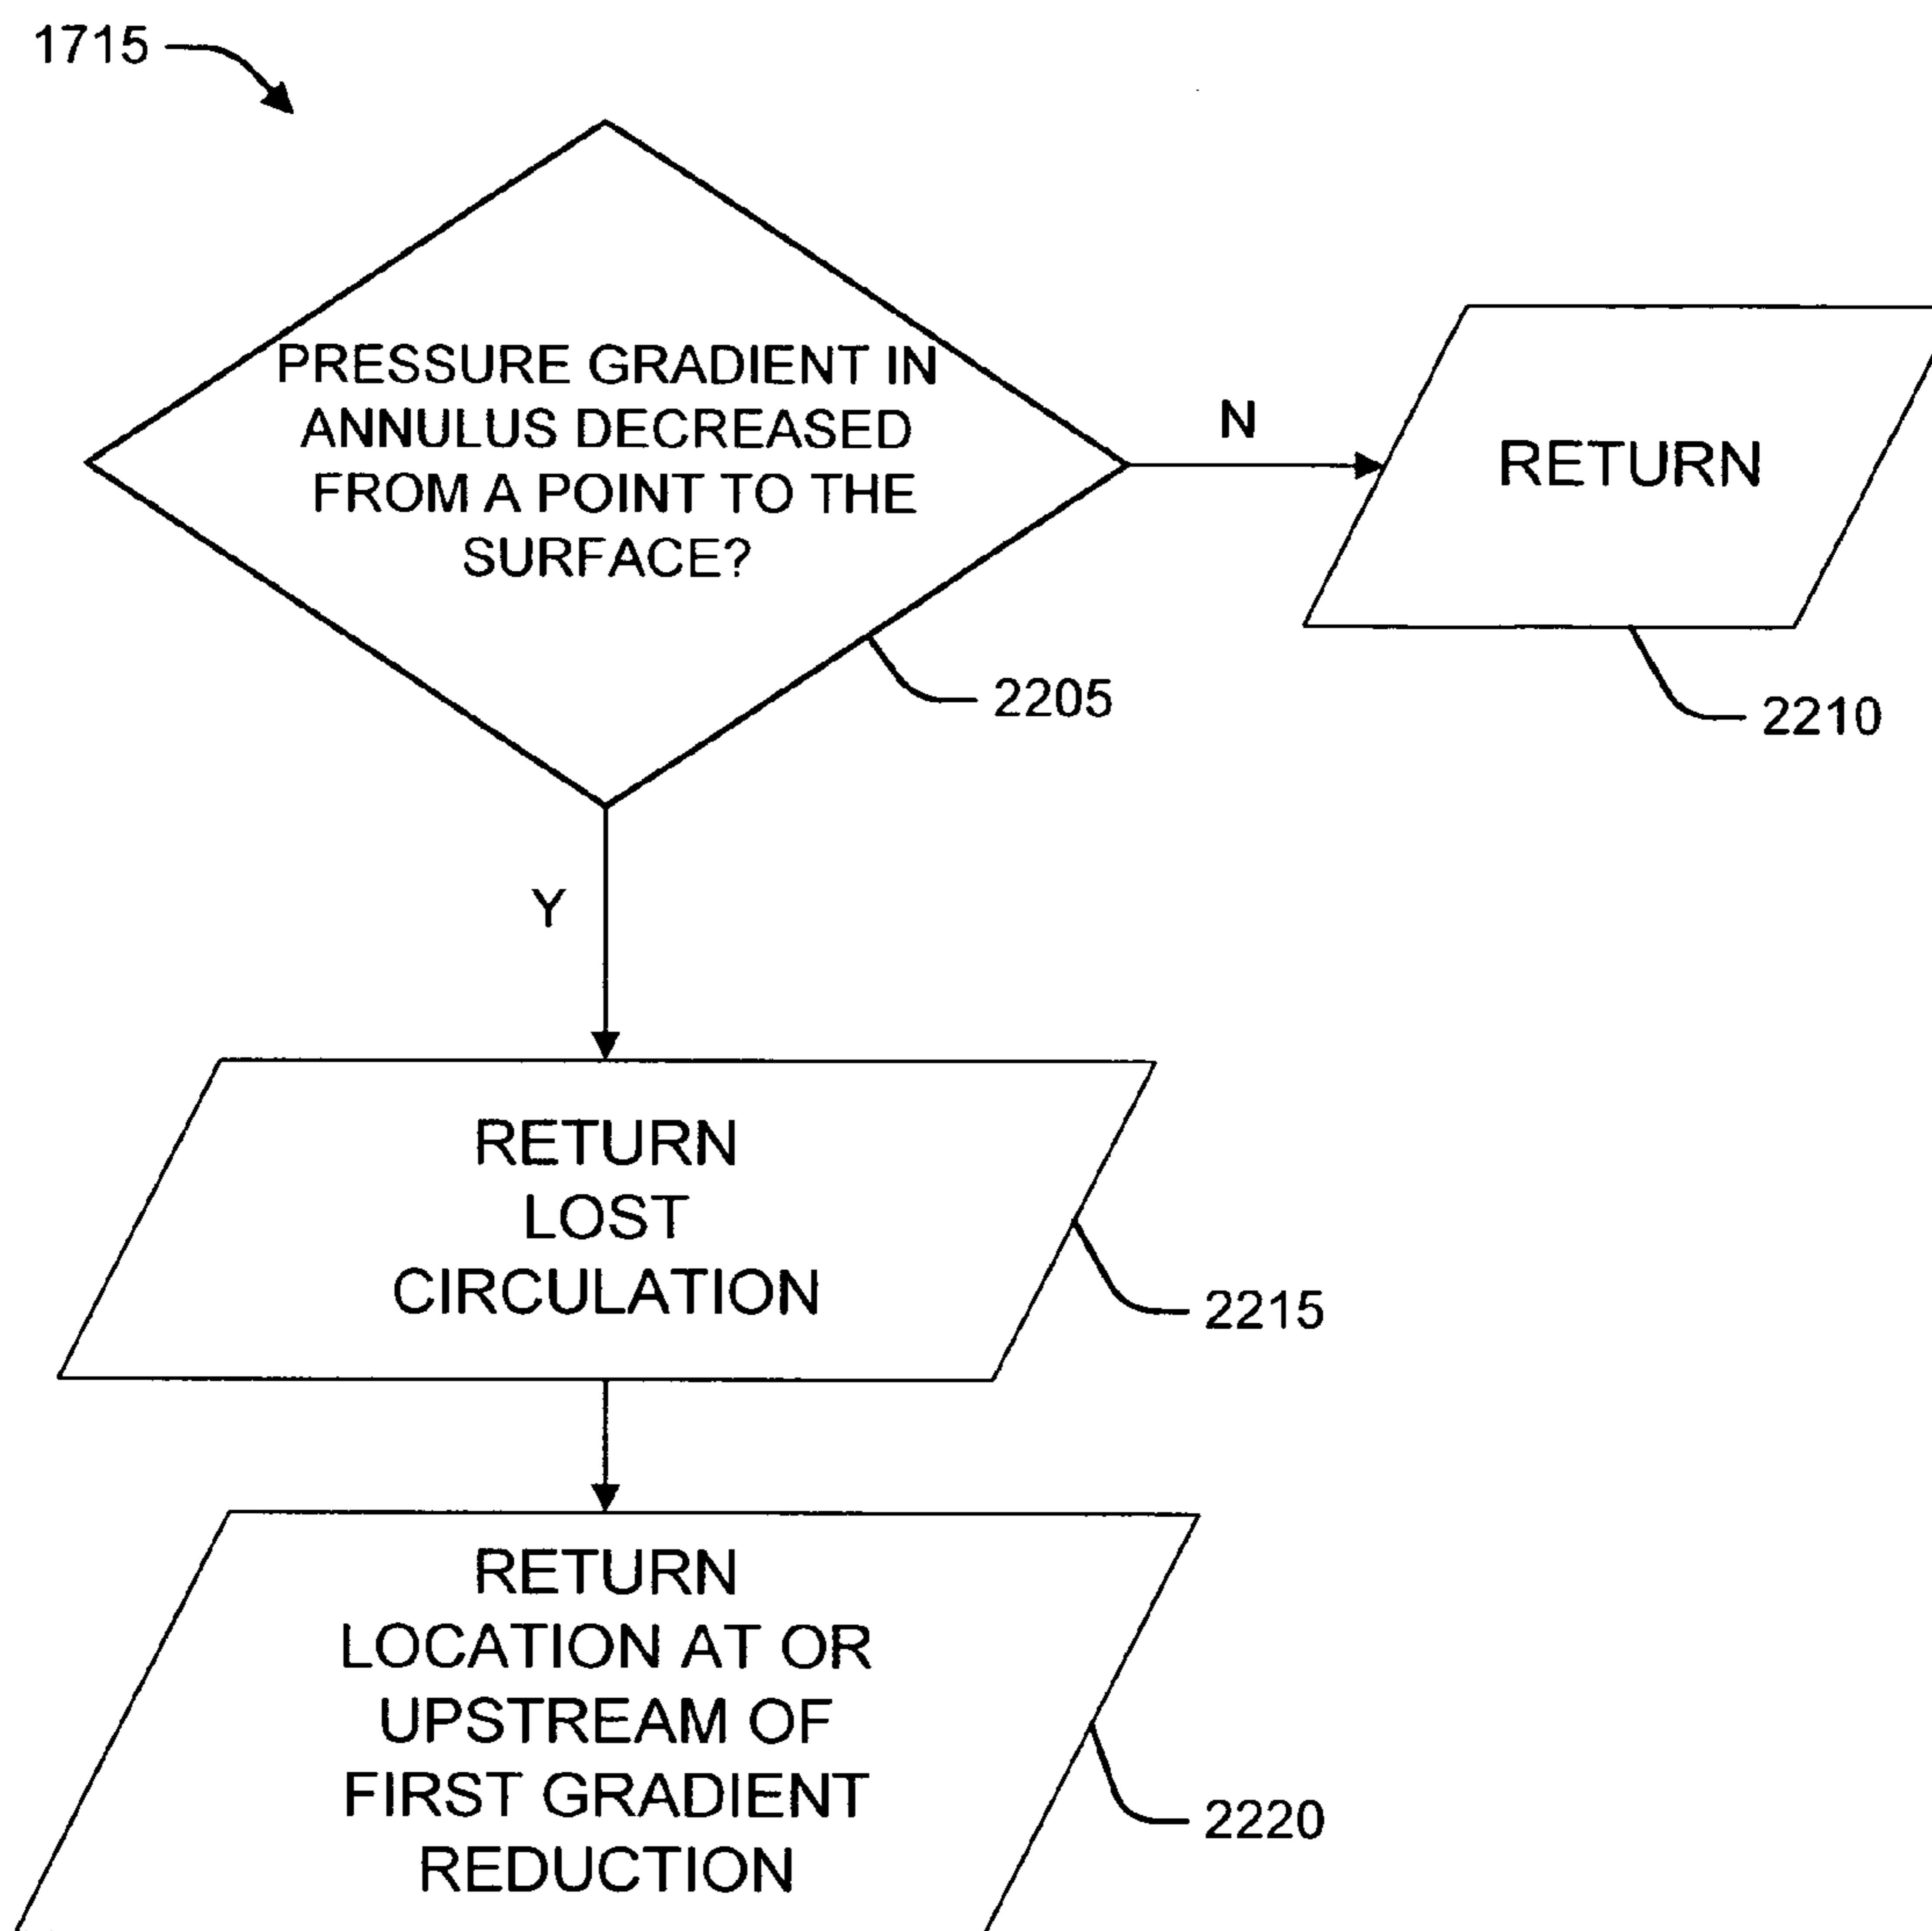 1715
PRESSURE GRADIENT IN
ANNULUS DECREASED
FROM A POINT TO THE
SURFACE?
N
RETURN
2205
2210
Y
RETURN
LOST
CIRCULATION
2215
RETURN
LOCATION AT OR
UPSTREAM OF
FIRST GRADIENT
REDUCTION
2220